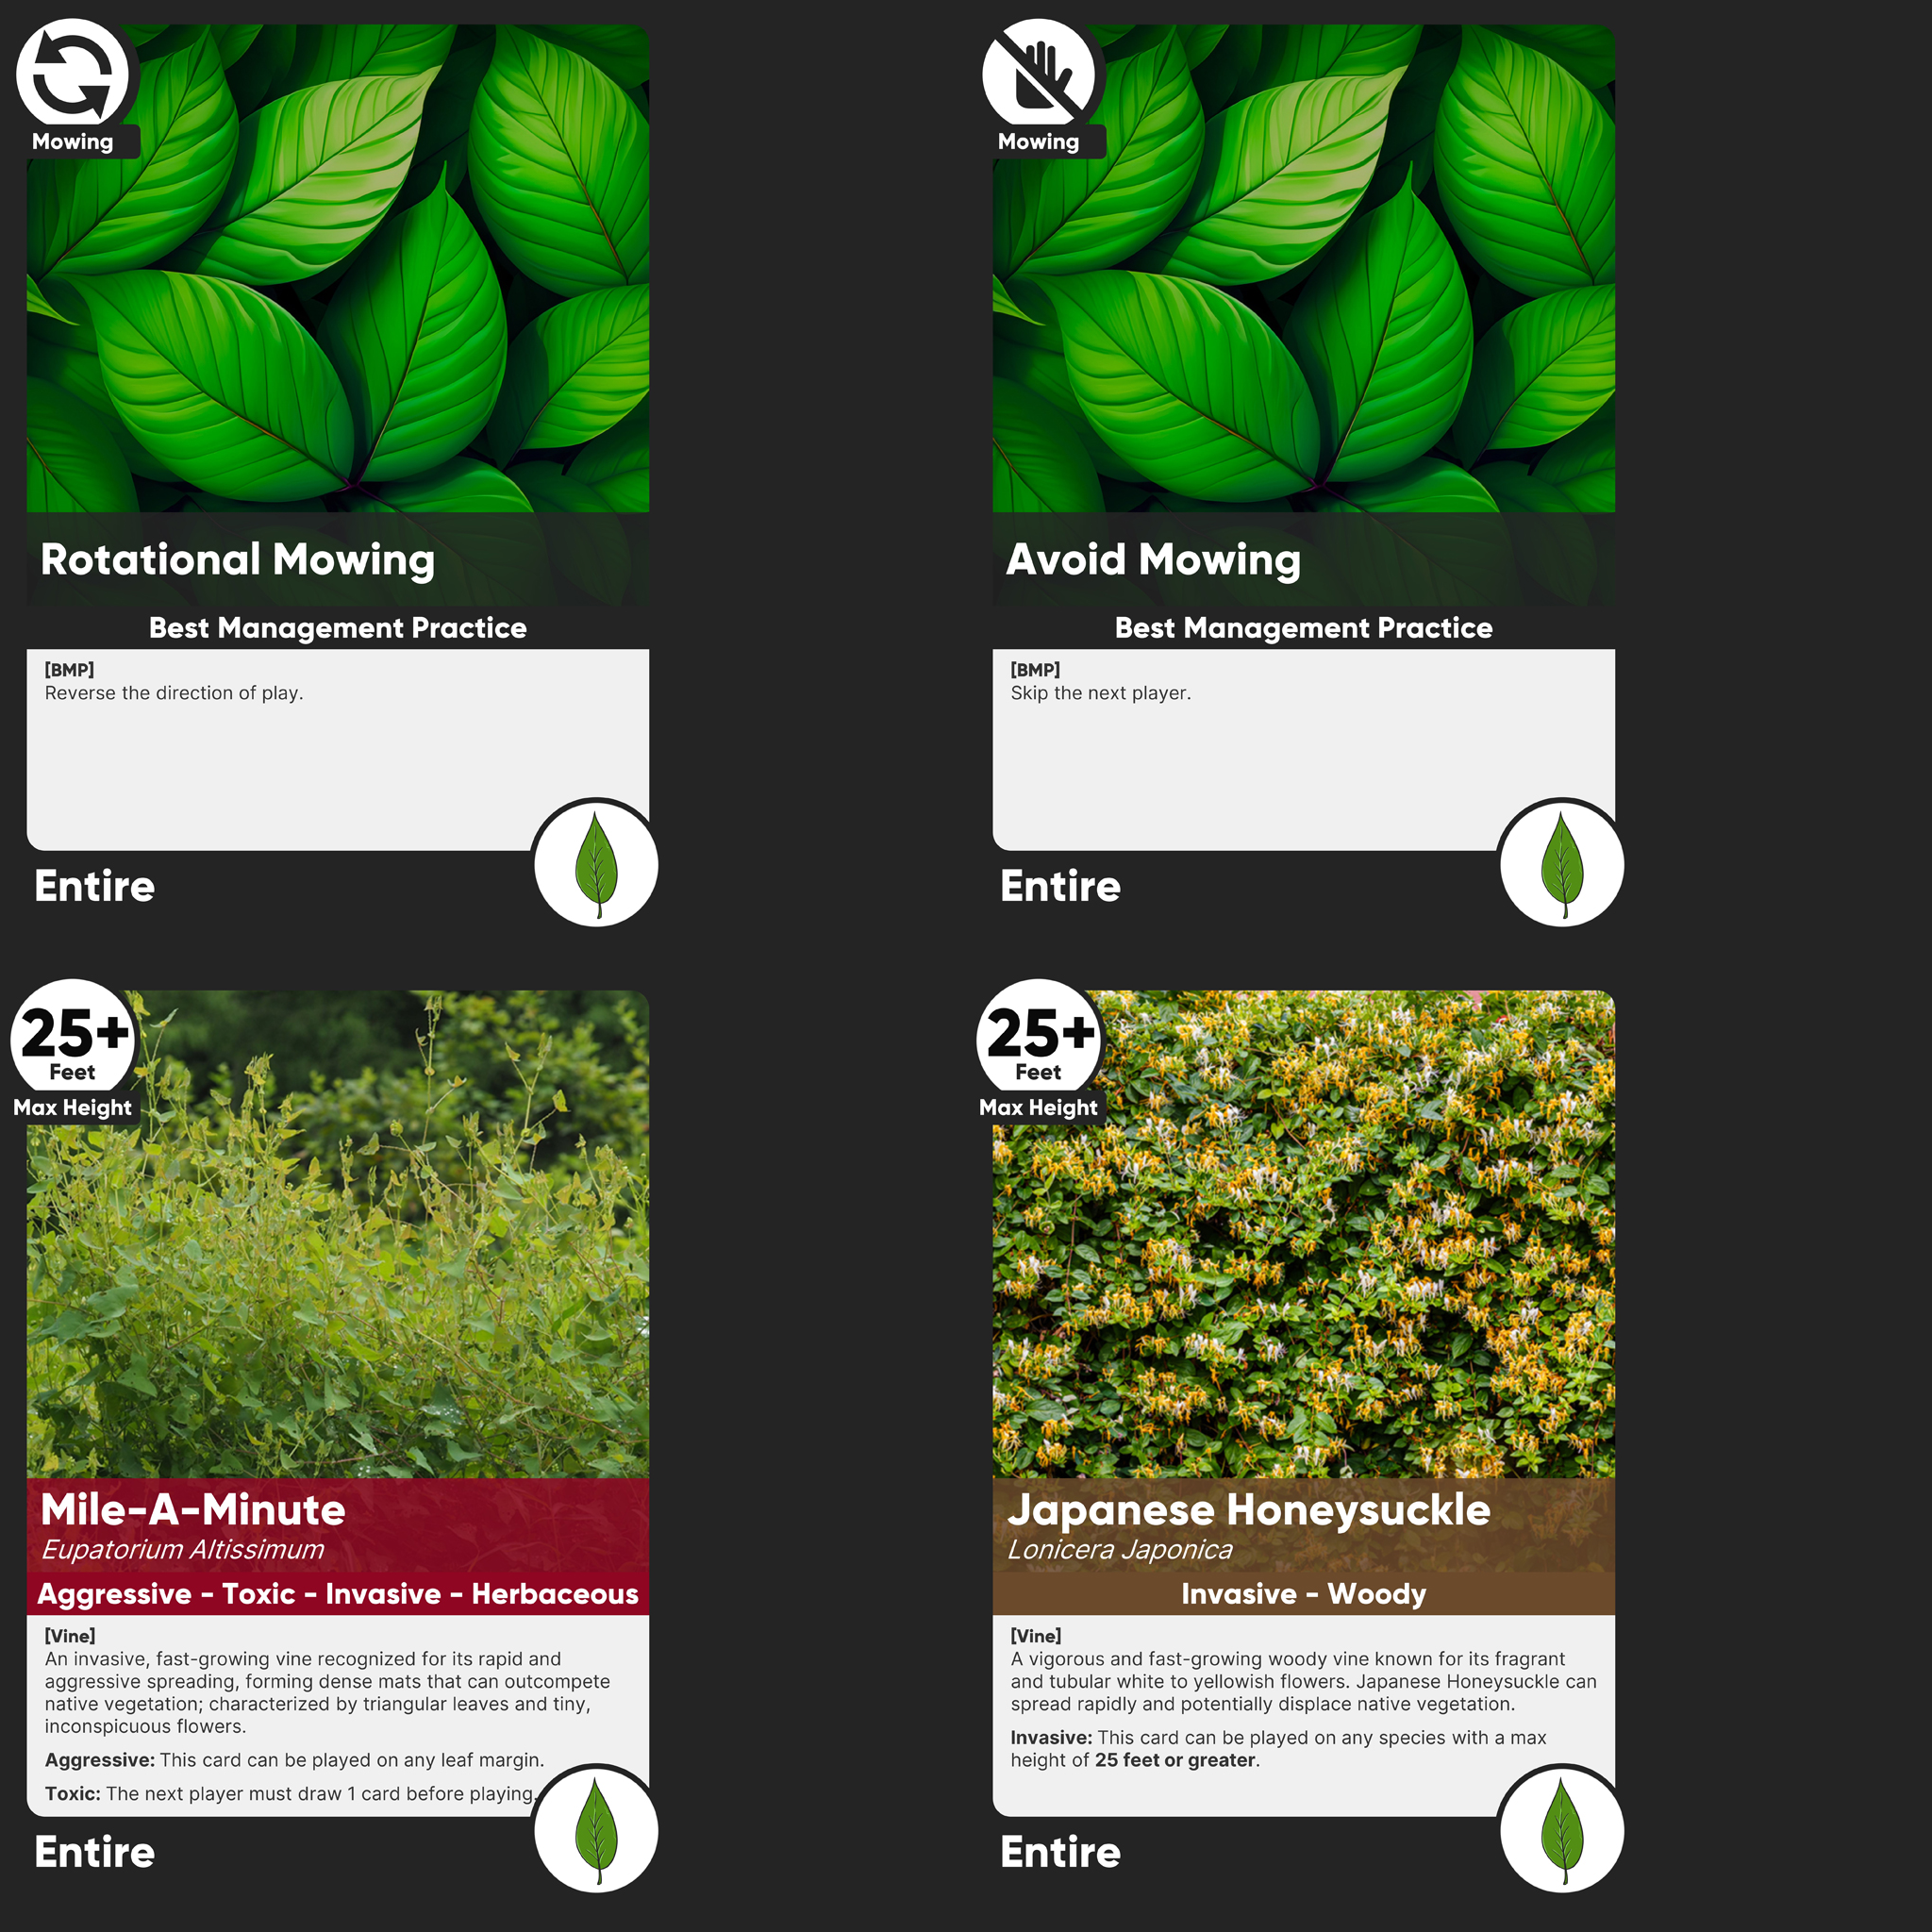 Mowing
Rotational Mowing
Best Management Practice
[BMP]
Reverse the direction of play.
Entire
Mowing
Avoid Mowing
Best Management Practice
[BMP]
Skip the next player.
Entire
25+
Feet
Max Height
Mile-A-Minute
Eupatorium Altissimum
Aggressive - Toxic - Invasive - Herbaceous
[Vine]
An invasive, fast-growing vine recognized for its rapid and
aggressive spreading, forming dense mats that can outcompete
native vegetation; characterized by triangular leaves and tiny,
inconspicuous flowers.
Aggressive: This card can be played on any leaf margin.
Toxic: The next player must draw 1 card before playing.
Entire
25+
Feet
Max Height
Japanese Honeysuckle
Lonicera Japonica
Invasive - Woody
[Vine]
A vigorous and fast-growing woody vine known for its fragrant
and tubular white to yellowish flowers. Japanese Honeysuckle can
spread rapidly and potentially displace native vegetation.
Invasive: This card can be played on any species with a max
height of 25 feet or greater.
Entire